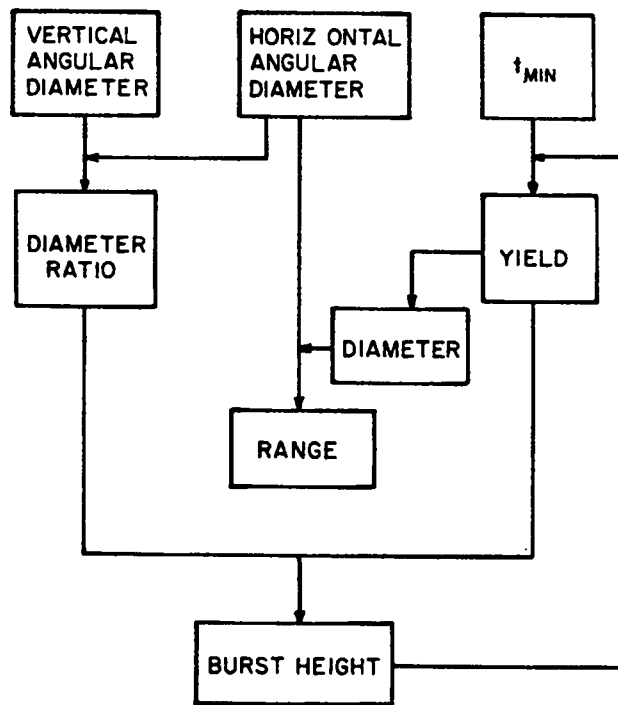 VERTICAL
ANGULAR
DIAMETER
HORIZ ONTAL
ANGULAR
DIAMETER
tMIN
DIAMETER
RATIO
YIELD
DIAMETER
RANGE
BURST HEIGHT